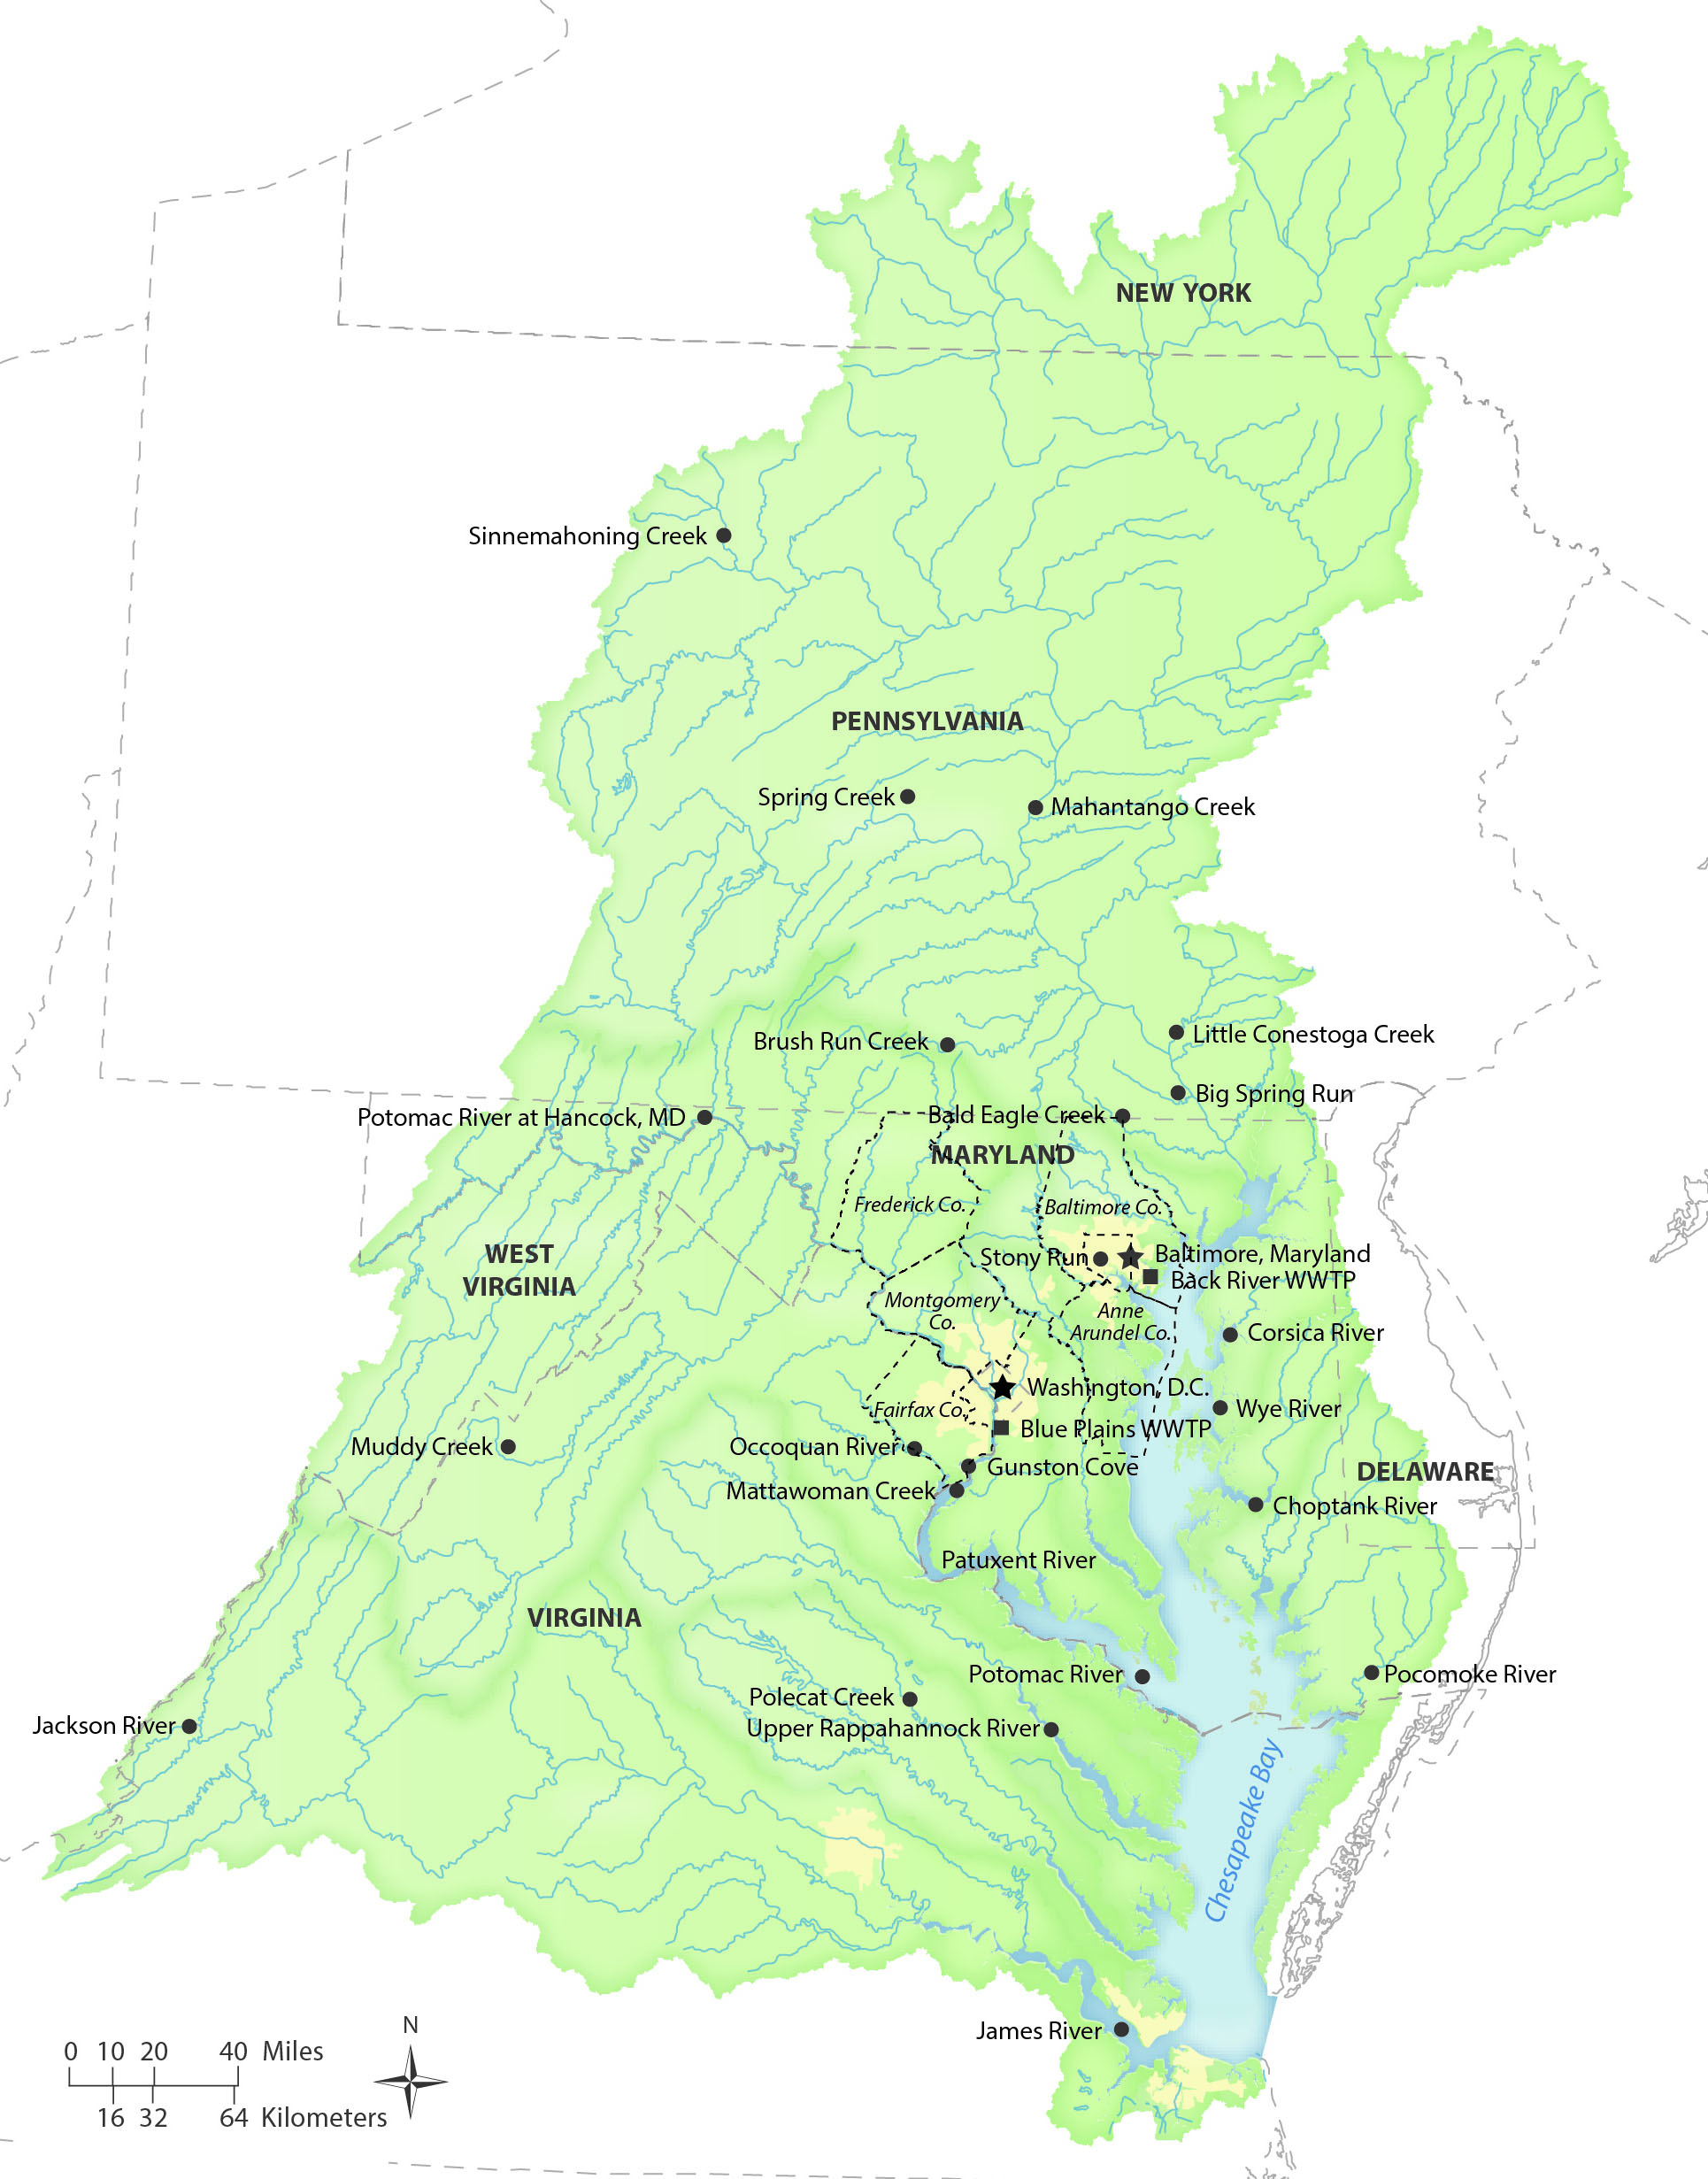 NEW YORK
Sinnemahoning Creek
PENNSYLVANIA
Spring Creek
Mahantango Creek
Little Conestoga Creek
Brush Run Creek
Big Spring Run
Potomac River at Hancock, MD
Bald Eagle Creek
MARYLAND
Frederick Co.
Baltimore Co.
WEST
VIRGINIA
Stony Run
Baltimore, Maryland
Back River WWTP
Montgomery
Co.
Anne
Arundel Co.
Corsica River
Washington, D.C.
Fairfax Co.
Wye River
Blue Plains WWTP
Muddy Creek
Occoquan River
Gunston Cove
DELAWARE
Mattawoman Creek
Choptank River
Patuxent River
VIRGINIA
Potomac River
Pocomoke River
Polecat Creek
Jackson River
Upper Rappahannock River
Chesapeake Bay
James River
N
0 10 20 40 Miles
16 32 64 Kilometers